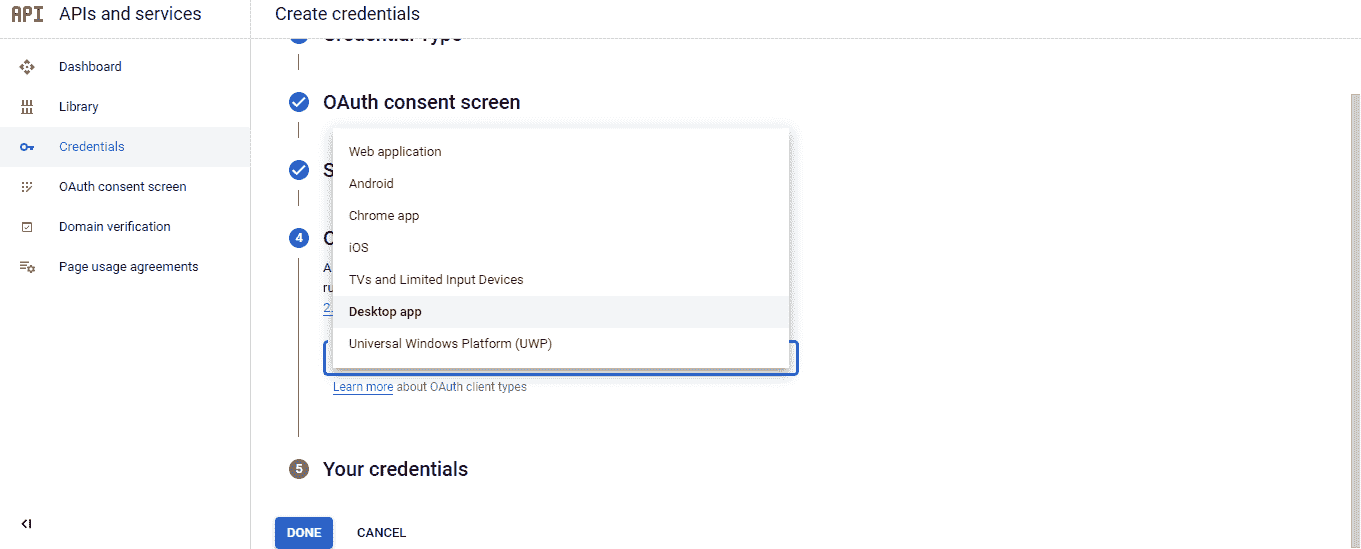 API APIs and services
Create credentials
Dashboard
Library
Credentials
OAuth consent screen
Domain verification
Page usage agreements
Credential Type
OAuth consent screen
S
4 O
A
ru
2.
Web application
Android
Chrome app
iOS
TVs and Limited Input Devices
Desktop app
Universal Windows Platform (UWP)
Learn more about OAuth client types
5 Your credentials
DONE CANCEL